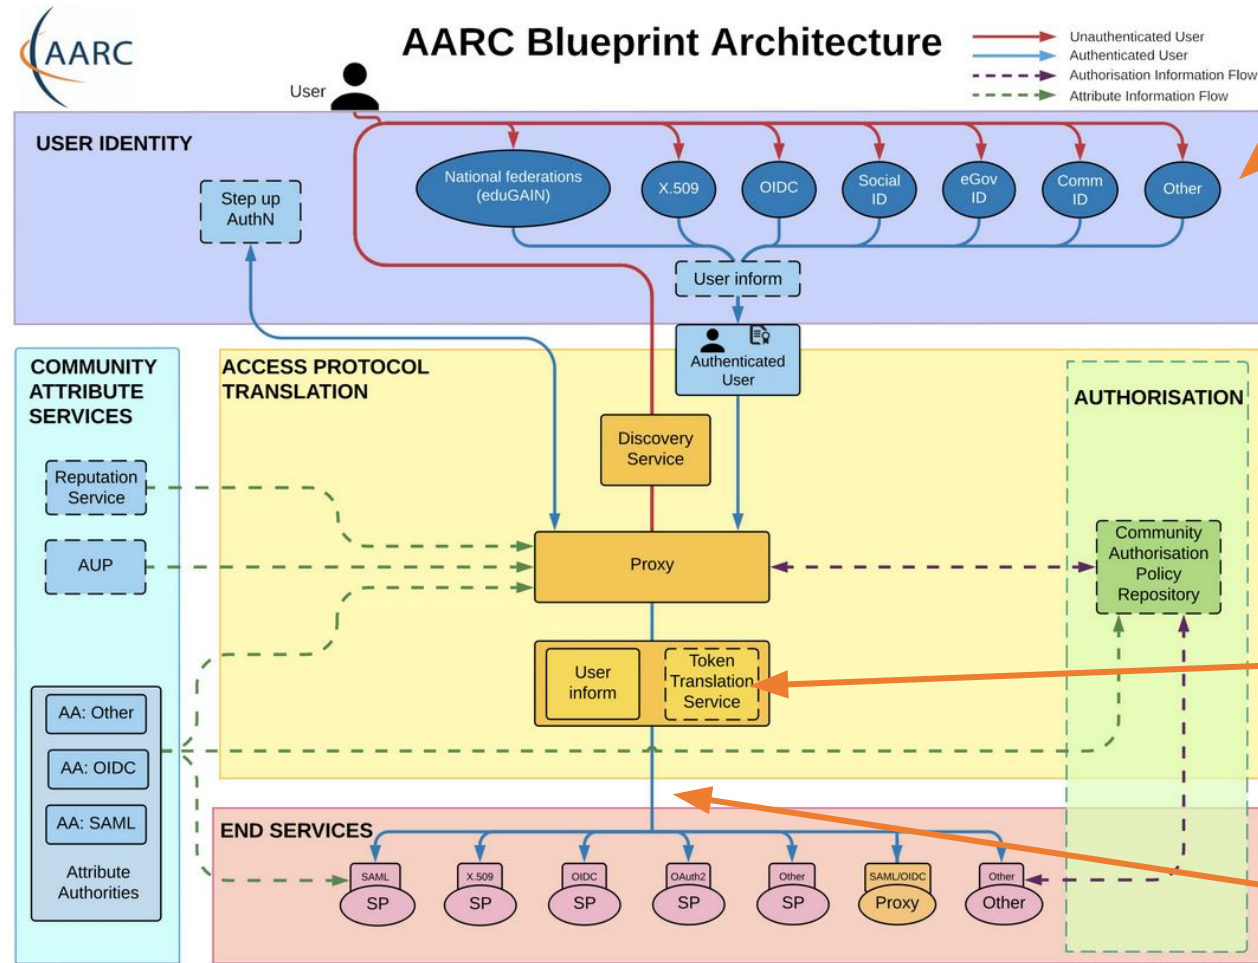 AARC
AARC Blueprint Architecture
Unauthenticated User
Authenticated User
Authorisation Information Flow
Attribute Information Flow
User
USER IDENTITY
Step up
AuthN
National federations
(eduGAIN)
X.509
OIDC
Social
ID
eGov
ID
Comm
ID
Other
User inform
Authenticated
User
COMMUNITY
ATTRIBUTE
SERVICES
ACCESS PROTOCOL
TRANSLATION
AUTHORISATION
Discovery
Service
Reputation
Service
AUP
Proxy
Community
Authorisation
Policy
Repository
User
inform
Token
Translation
Service
AA: Other
AA: OIDC
AA: SAML
Attribute
Authorities
END SERVICES
SAML
SP
X.509
SP
OIDC
SP
OAuth2
SP
Other
SP
SAML/OIDC
Proxy
Other
Other